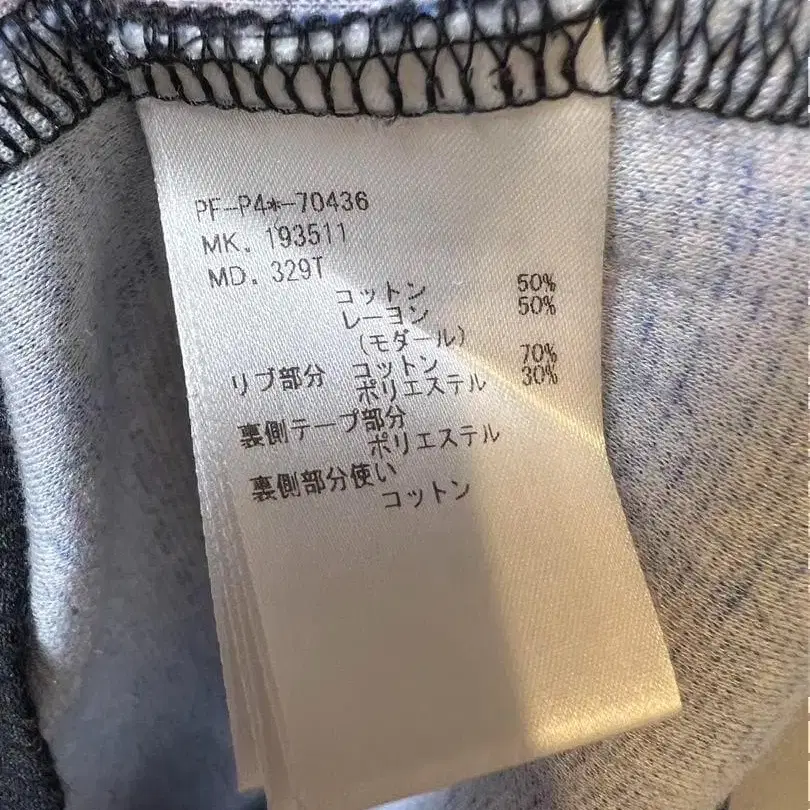 PF-P4*-70436
MK. 193511
MD. 329T
コットン 50%
レーヨン 50%
(モダール)
リブ部分 コットン 70%
ポリエステル 30%
裏側テープ部分
ポリエステル
裏側部分使い
コットン